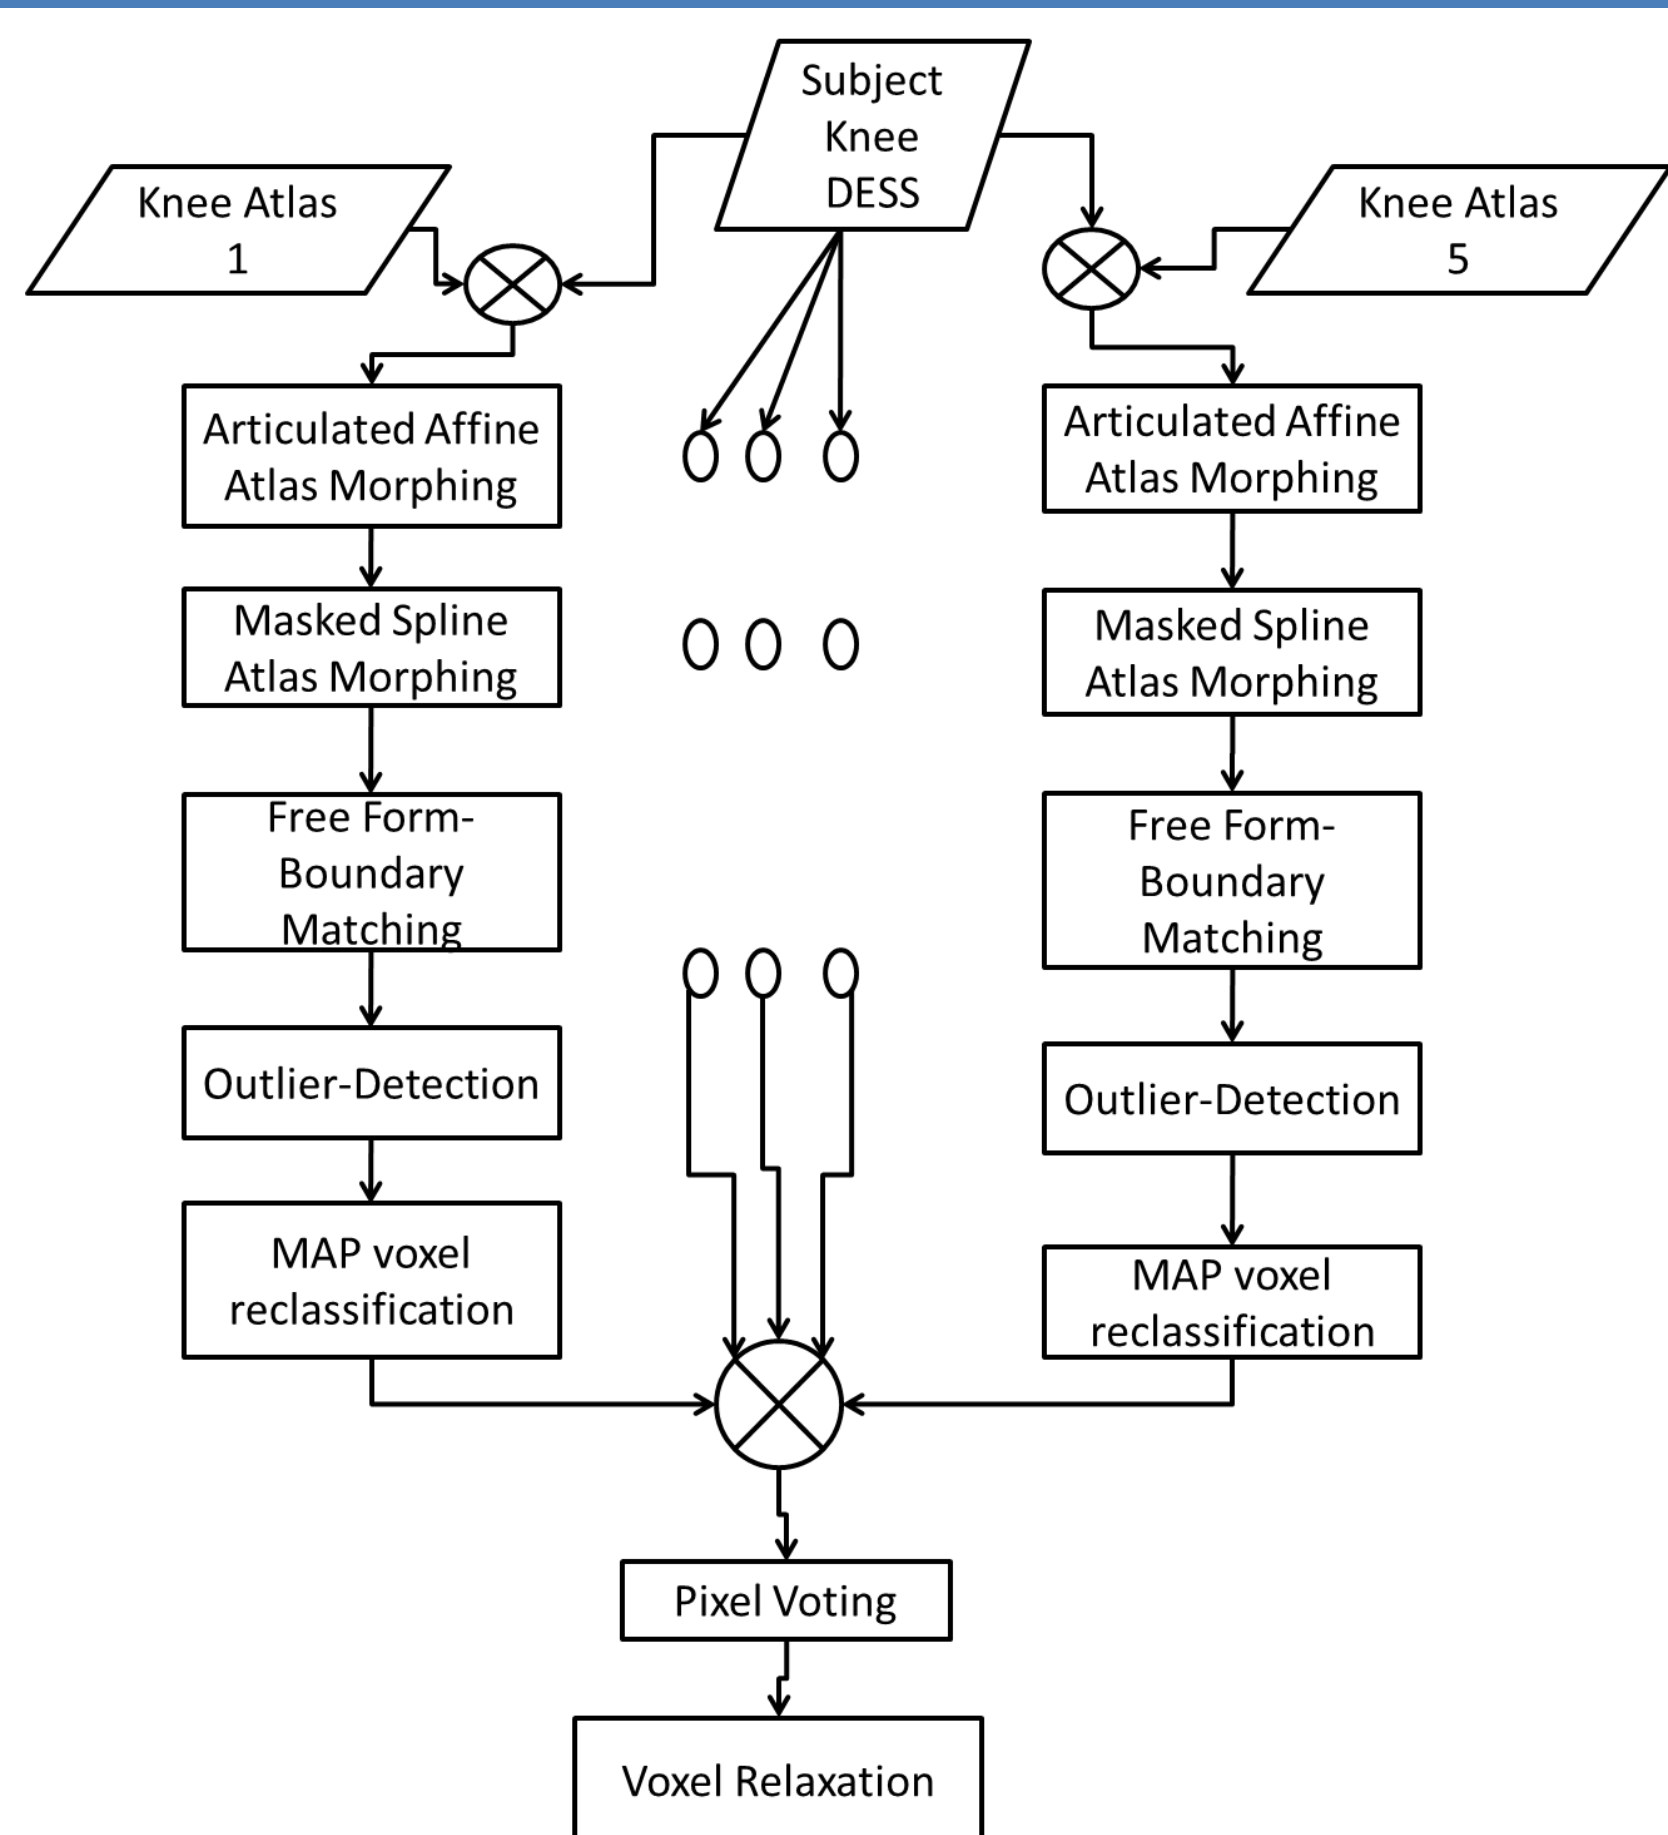 Subject
Knee
DESS
Knee Atlas
1
Knee Atlas
5
Articulated Affine
Atlas Morphing
Masked Spline
Atlas Morphing
Free Form-
Boundary
Matching
Outlier-Detection
MAP voxel
reclassification
Articulated Affine
Atlas Morphing
Masked Spline
Atlas Morphing
Free Form-
Boundary
Matching
Outlier-Detection
MAP voxel
reclassification
Pixel Voting
Voxel Relaxation